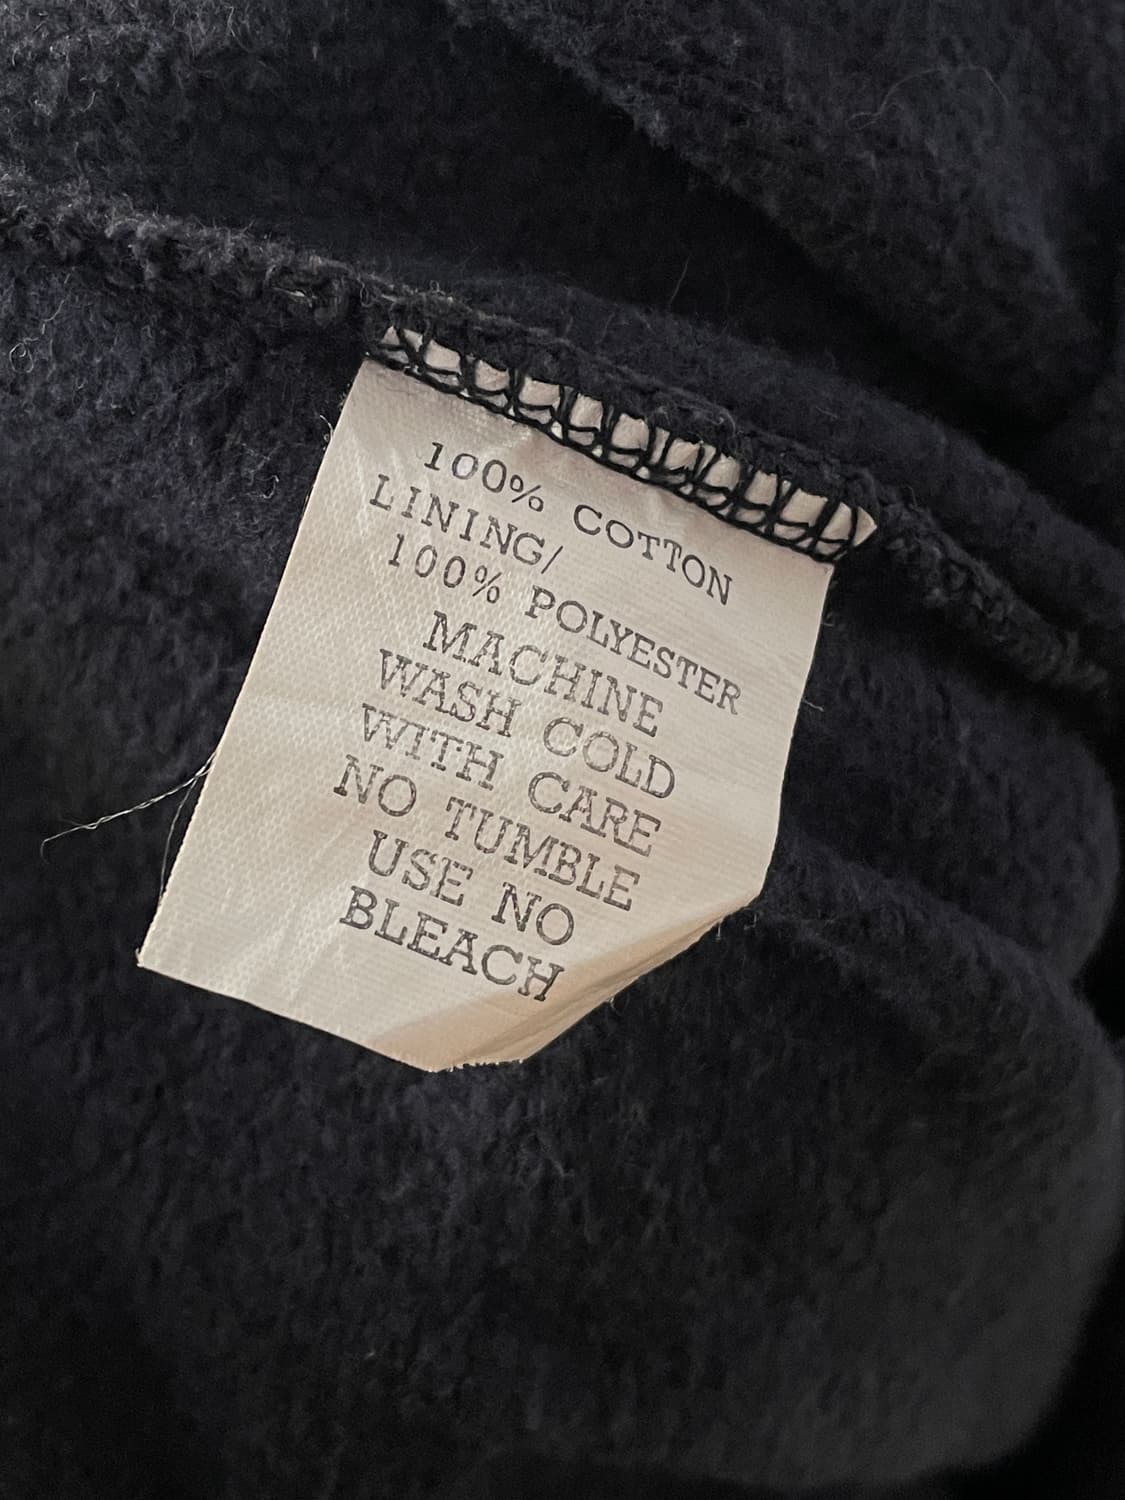 100% COTTON
LINING/
100% POLYESTER
MACHINE
WASH COLD
WITH CARE
NO TUMBLE
USE NO
BLEACH